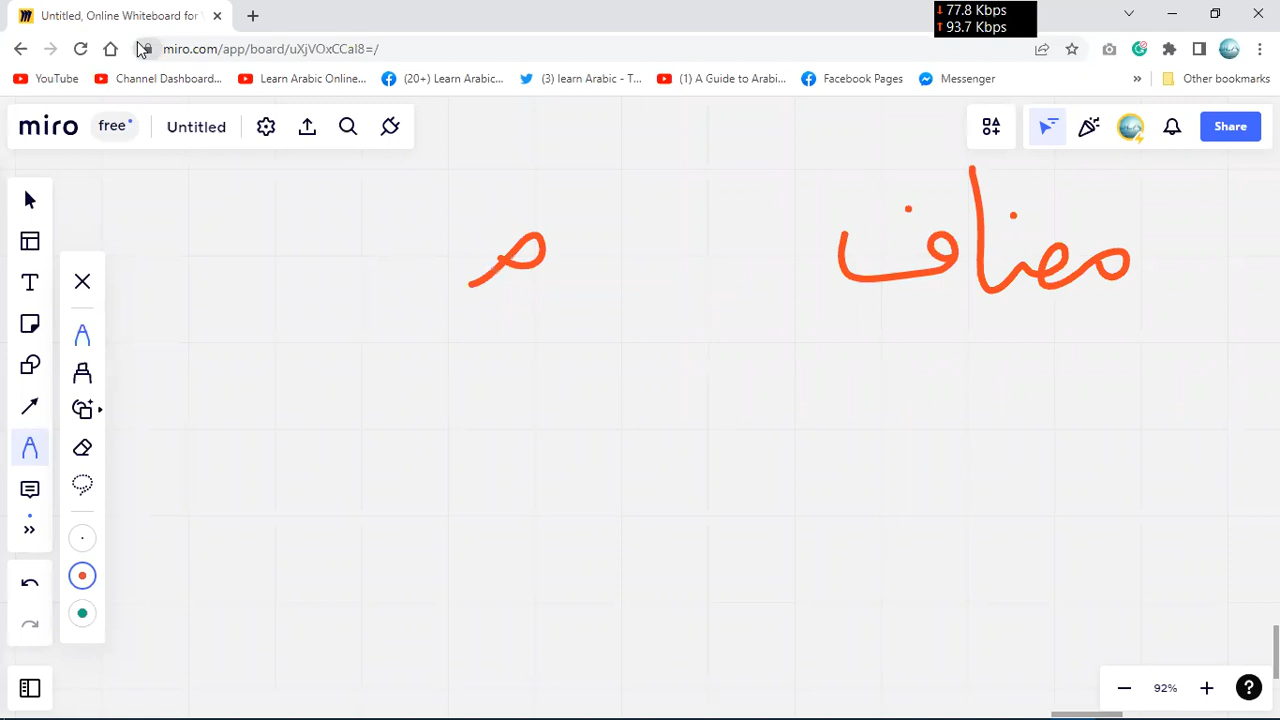 Untitled, Online Whiteboard for
77.8 Kbps
93.7 Kbps
miro.com/app/board/uXjVOxCCaI8=/
YouTube Channel Dashboard... Learn Arabic Online... (20+) Learn Arabic... (3) learn Arabic - T... (1) A Guide to Arabi... Facebook Pages Messenger » Other bookmarks
miro free Untitled Share
مضاف م
92%